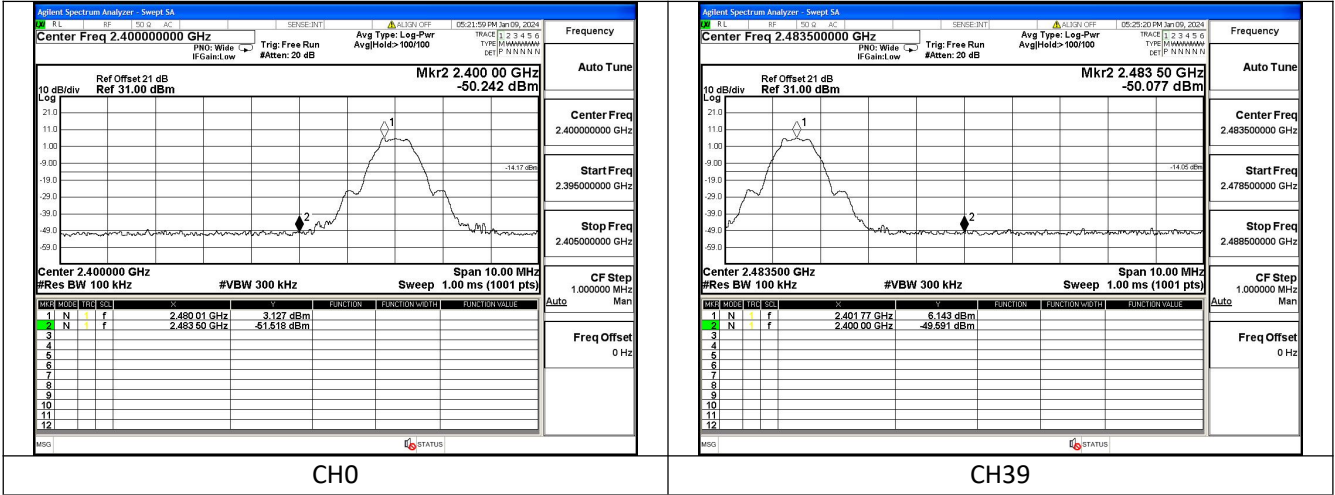 Agilent Spectrum Analyzer - Swept SA
RL RF 50 Ω AC SENSE:INT ALIGN OFF 05:21:59 PM Jan 09, 2024
Center Freq 2.400000000 GHz
PNO: Wide
IFGain:Low
Trig: Free Run
#Atten: 20 dB
Avg Type: Log-Pwr
Avg|Hold:> 100/100
TRACE 1 2 3 4 5 6
TYPE M
DET P N N N N N
Mkr2 2.400 00 GHz
-50.242 dBm
Ref Offset 21 dB
10 dB/div Ref 31.00 dBm
Log
21.0
11.0
1.00
-9.00
-19.0
-29.0
-39.0
-49.0
-59.0
1
2
-14.17 dBm
Center 2.400000 GHz Span 10.00 MHz
#Res BW 100 kHz #VBW 300 kHz Sweep 1.00 ms (1001 pts)
MKR MODE TRC SCL X Y FUNCTION FUNCTION WIDTH FUNCTION VALUE
1 N 1 f 2.480 01 GHz 3.127 dBm
2 N 1 f 2.483 50 GHz -51.518 dBm
3
4
5
6
7
8
9
10
11
12
MSG STATUS
Frequency
Auto Tune
Center Freq
2.400000000 GHz
Start Freq
2.395000000 GHz
Stop Freq
2.405000000 GHz
CF Step
1.000000 MHz
Auto Man
Freq Offset
0 Hz
CH0
Agilent Spectrum Analyzer - Swept SA
RL RF 50 Ω AC SENSE:INT ALIGN OFF 05:25:20 PM Jan 09, 2024
Center Freq 2.483500000 GHz
PNO: Wide
IFGain:Low
Trig: Free Run
#Atten: 20 dB
Avg Type: Log-Pwr
Avg|Hold:> 100/100
TRACE 1 2 3 4 5 6
TYPE M
DET P N N N N N
Mkr2 2.483 50 GHz
-50.077 dBm
Ref Offset 21 dB
10 dB/div Ref 31.00 dBm
Log
21.0
11.0
1.00
-9.00
-19.0
-29.0
-39.0
-49.0
-59.0
1
2
-14.05 dBm
Center 2.483500 GHz Span 10.00 MHz
#Res BW 100 kHz #VBW 300 kHz Sweep 1.00 ms (1001 pts)
MKR MODE TRC SCL X Y FUNCTION FUNCTION WIDTH FUNCTION VALUE
1 N 1 f 2.401 77 GHz 6.143 dBm
2 N 1 f 2.400 00 GHz -49.591 dBm
3
4
5
6
7
8
9
10
11
12
MSG STATUS
Frequency
Auto Tune
Center Freq
2.483500000 GHz
Start Freq
2.478500000 GHz
Stop Freq
2.488500000 GHz
CF Step
1.000000 MHz
Auto Man
Freq Offset
0 Hz
CH39